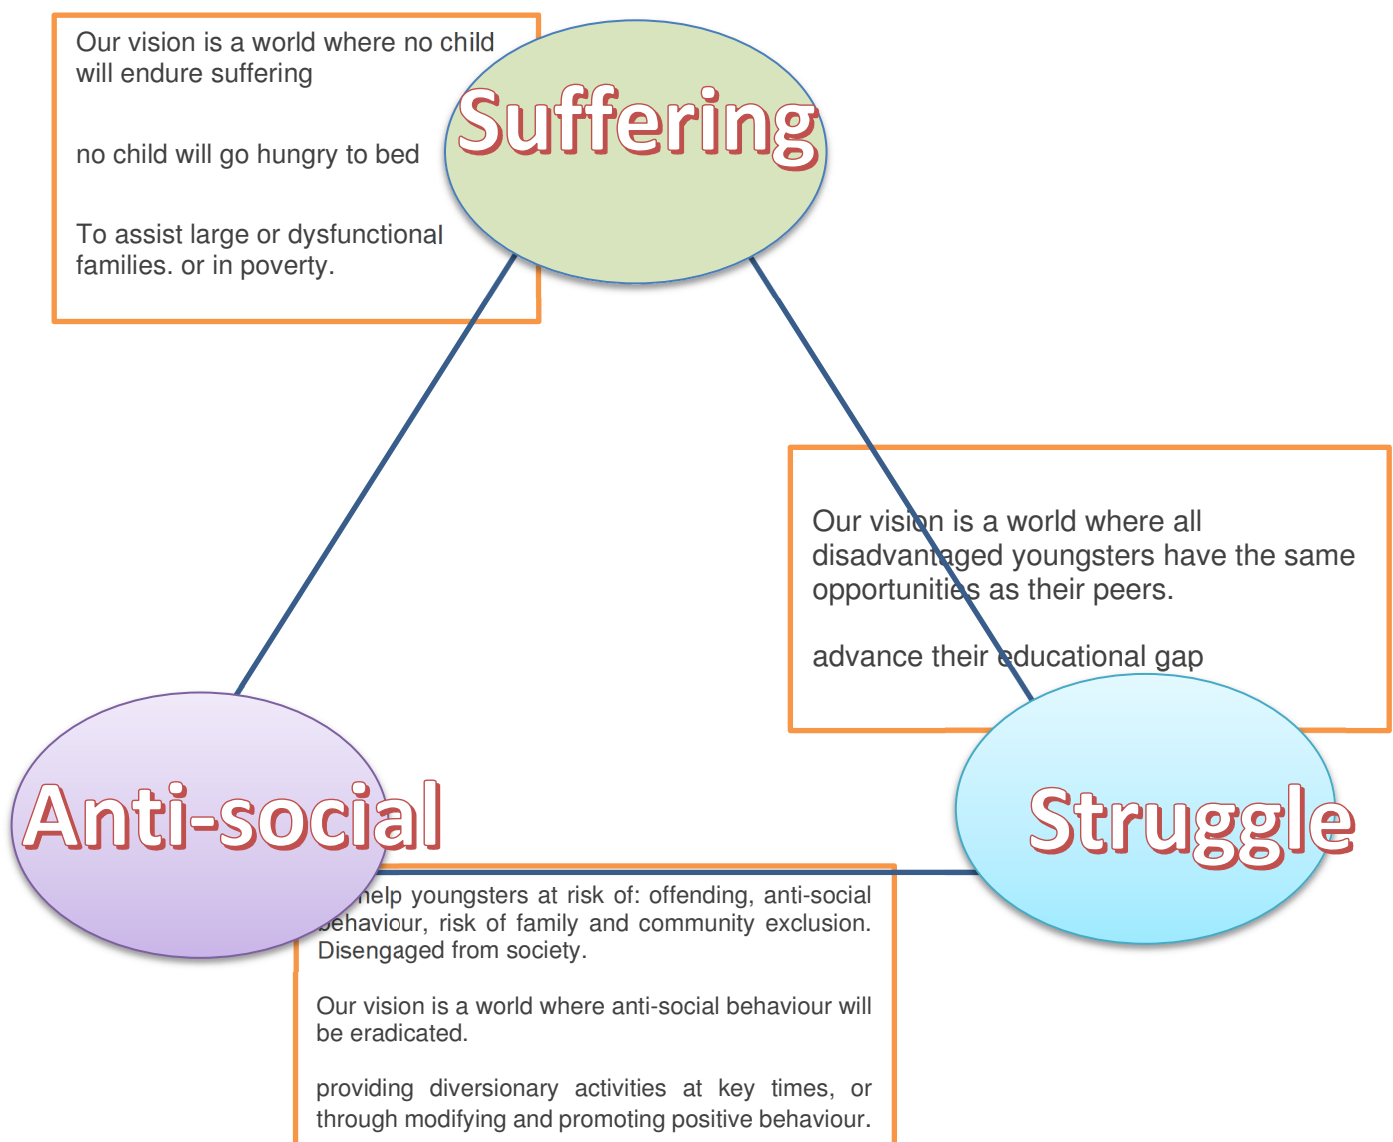 Our vision is a world where no child
will endure suffering
no child will go hungry to bed
To assist large or dysfunctional
families. or in poverty.
Suffering
Our vision is a world where all
disadvantaged youngsters have the same
opportunities as their peers.
advance their educational gap
Anti-social
Struggle
help youngsters at risk of: offending, anti-social
behaviour, risk of family and community exclusion.
Disengaged from society.
Our vision is a world where anti-social behaviour will
be eradicated.
providing diversionary activities at key times, or
through modifying and promoting positive behaviour.